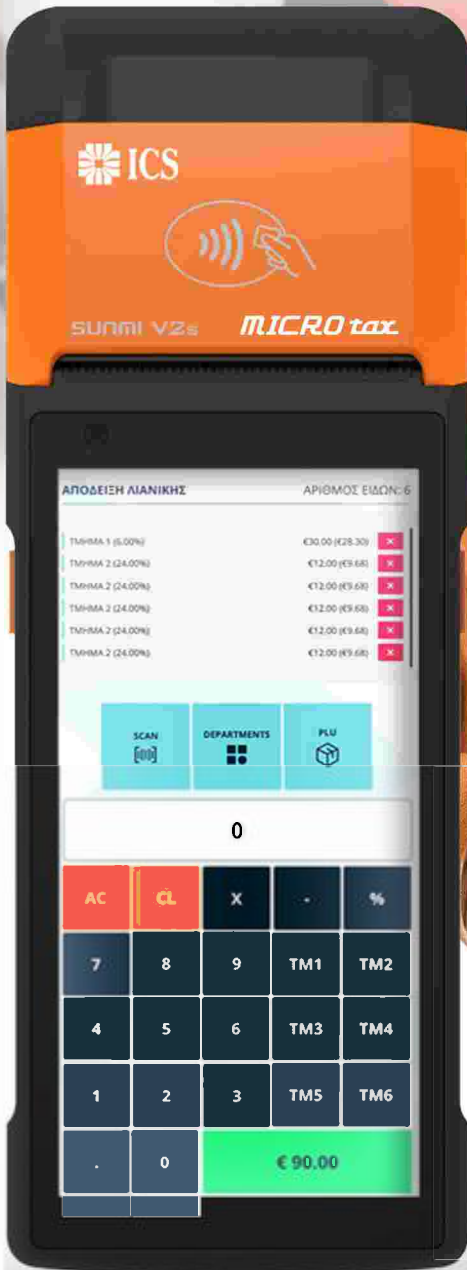 ICS
SUNMI V2s MICRO tax
ΑΠΟΔΕΙΞΗ ΛΙΑΝΙΚΗΣ ΑΡΙΘΜΟΣ ΕΙΔΩΝ: 6
ΤΜΗΜΑ 1 (6.00%) €30.00 (€28.30) ×
ΤΜΗΜΑ 2 (24.00%) €12.00 (€9.68) ×
ΤΜΗΜΑ 2 (24.00%) €12.00 (€9.68) ×
ΤΜΗΜΑ 2 (24.00%) €12.00 (€9.68) ×
ΤΜΗΜΑ 2 (24.00%) €12.00 (€9.68) ×
ΤΜΗΜΑ 2 (24.00%) €12.00 (€9.68) ×
SCAN DEPARTMENTS PLU
0
AC CL X - %
7 8 9 TM1 TM2
4 5 6 TM3 TM4
1 2 3 TM5 TM6
. 0 € 90.00